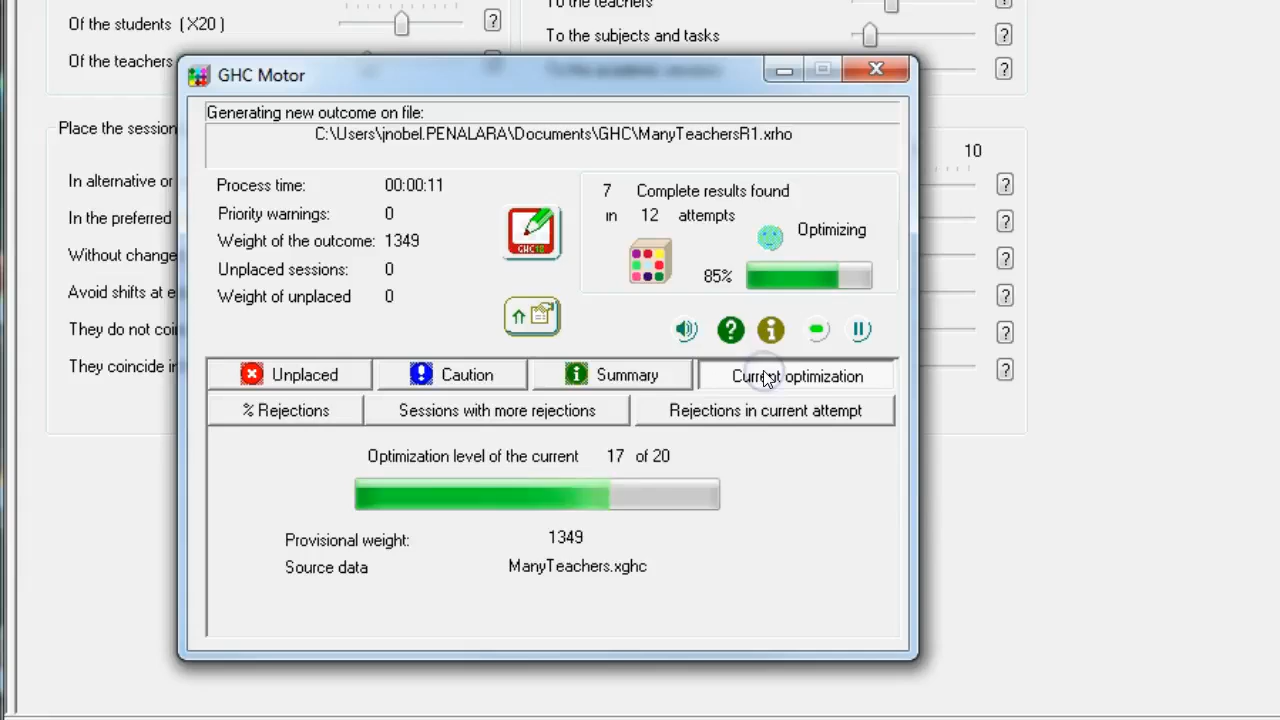 To the teachers
Of the students (X20)
?
To the subjects and tasks
?
Of the teachers
?
GHC Motor
Generating new outcome on file:
C:\Users\jnobel.PENALARA\Documents\GHC\ManyTeachersR1.xrho
Place the session
10
Process time: 00:00:11
7 Complete results found
In alternative or
?
Priority warnings: 0
in 12 attempts
In the preferred
?
Weight of the outcome: 1349
GHC18
Optimizing
Without change
?
Unplaced sessions: 0
85%
Avoid shifts at e
?
Weight of unplaced 0
They do not coin
?
They coincide in
?
Unplaced
Caution
Summary
Current optimization
% Rejections
Sessions with more rejections
Rejections in current attempt
Optimization level of the current 17 of 20
Provisional weight: 1349
Source data ManyTeachers.xghc